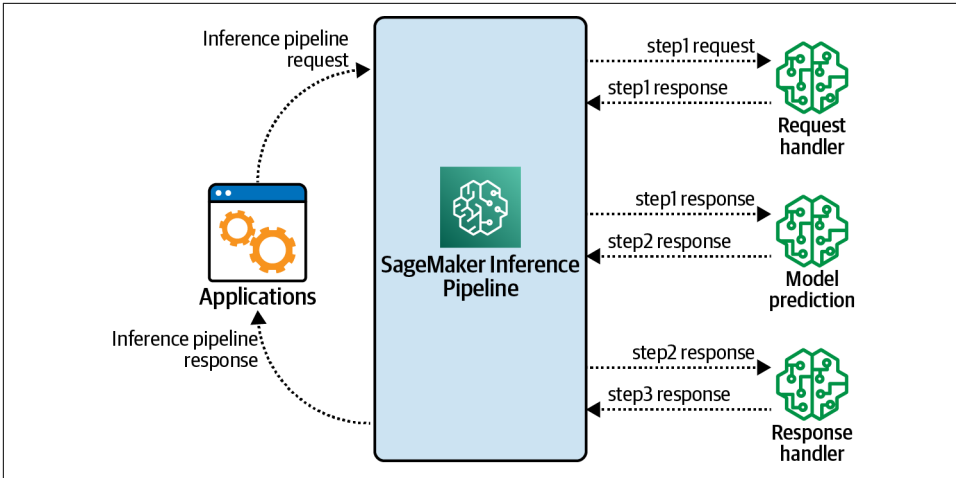 Inference pipeline
request
step1 request
step1 response
Request
handler
step1 response
step2 response
Model
prediction
SageMaker Inference
Pipeline
Applications
Inference pipeline
response
step2 response
step3 response
Response
handler